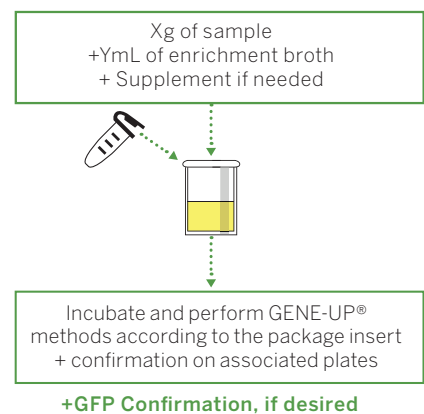 Xg of sample
+YmL of enrichment broth
+ Supplement if needed
Incubate and perform GENE-UP®
methods according to the package insert
+ confirmation on associated plates
+GFP Confirmation, if desired